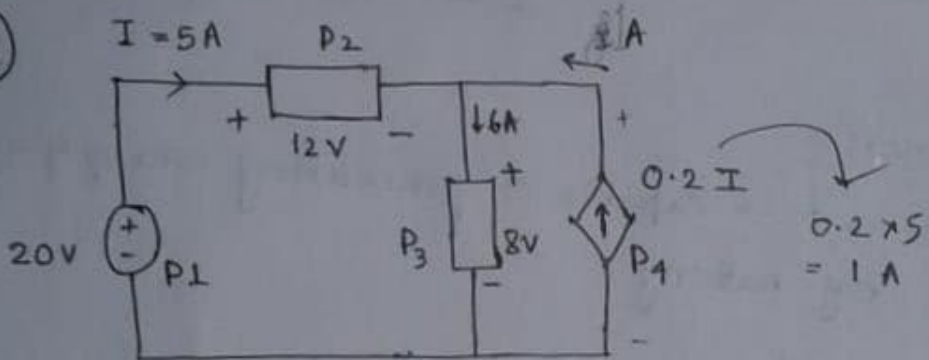 I = 5A
P2
A
+
12V
-
↓6A
+
0.2 I
0.2 × 5
= 1 A
20V
+
-
P1
P3
+
8V
-
P4
-